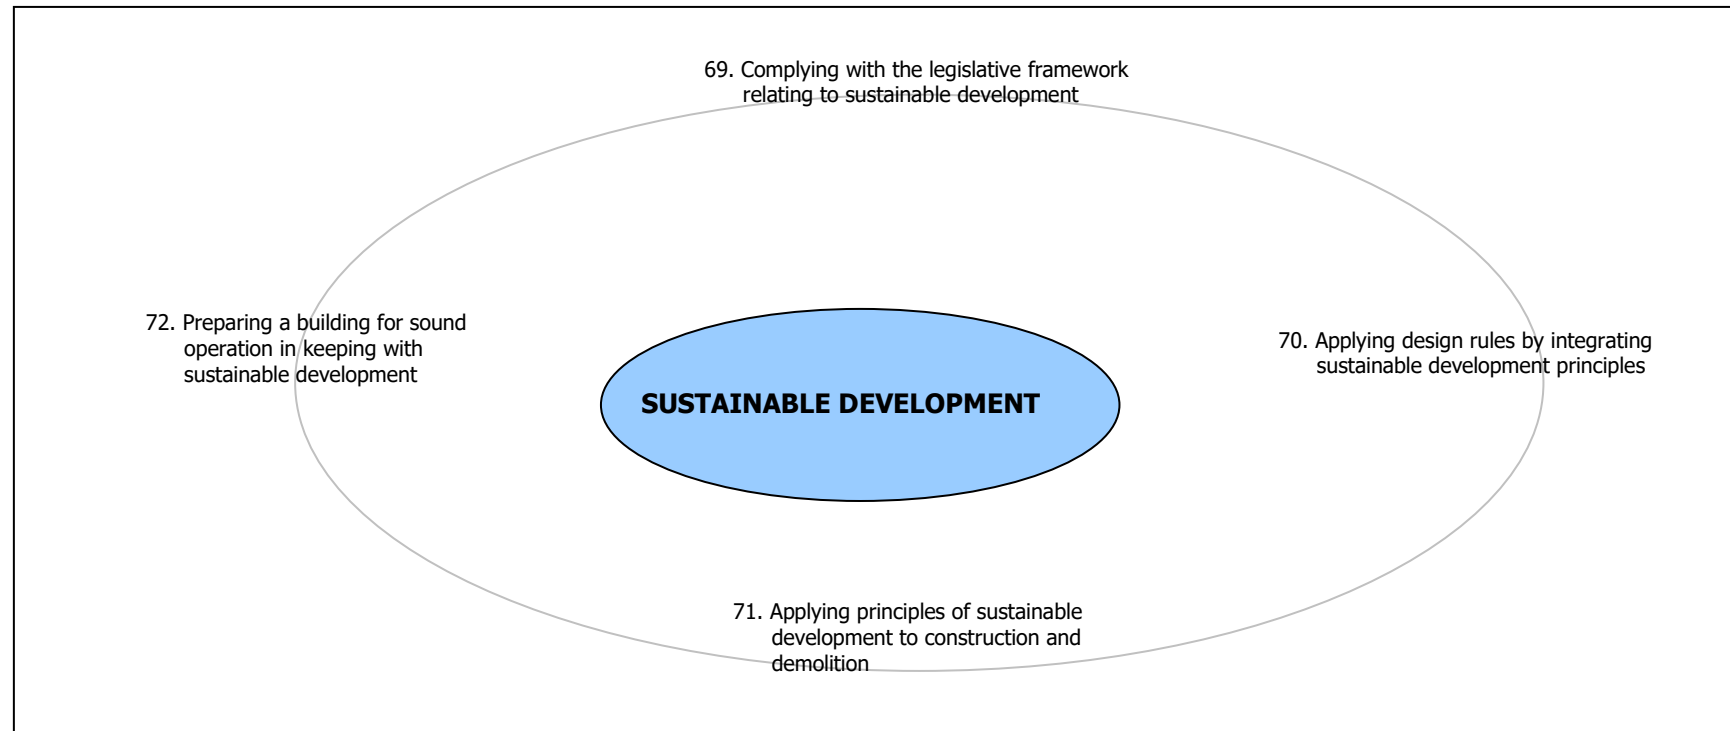 69. Complying with the legislative framework
relating to sustainable development
72. Preparing a building for sound
operation in keeping with
sustainable development
70. Applying design rules by integrating
sustainable development principles
SUSTAINABLE DEVELOPMENT
71. Applying principles of sustainable
development to construction and
demolition